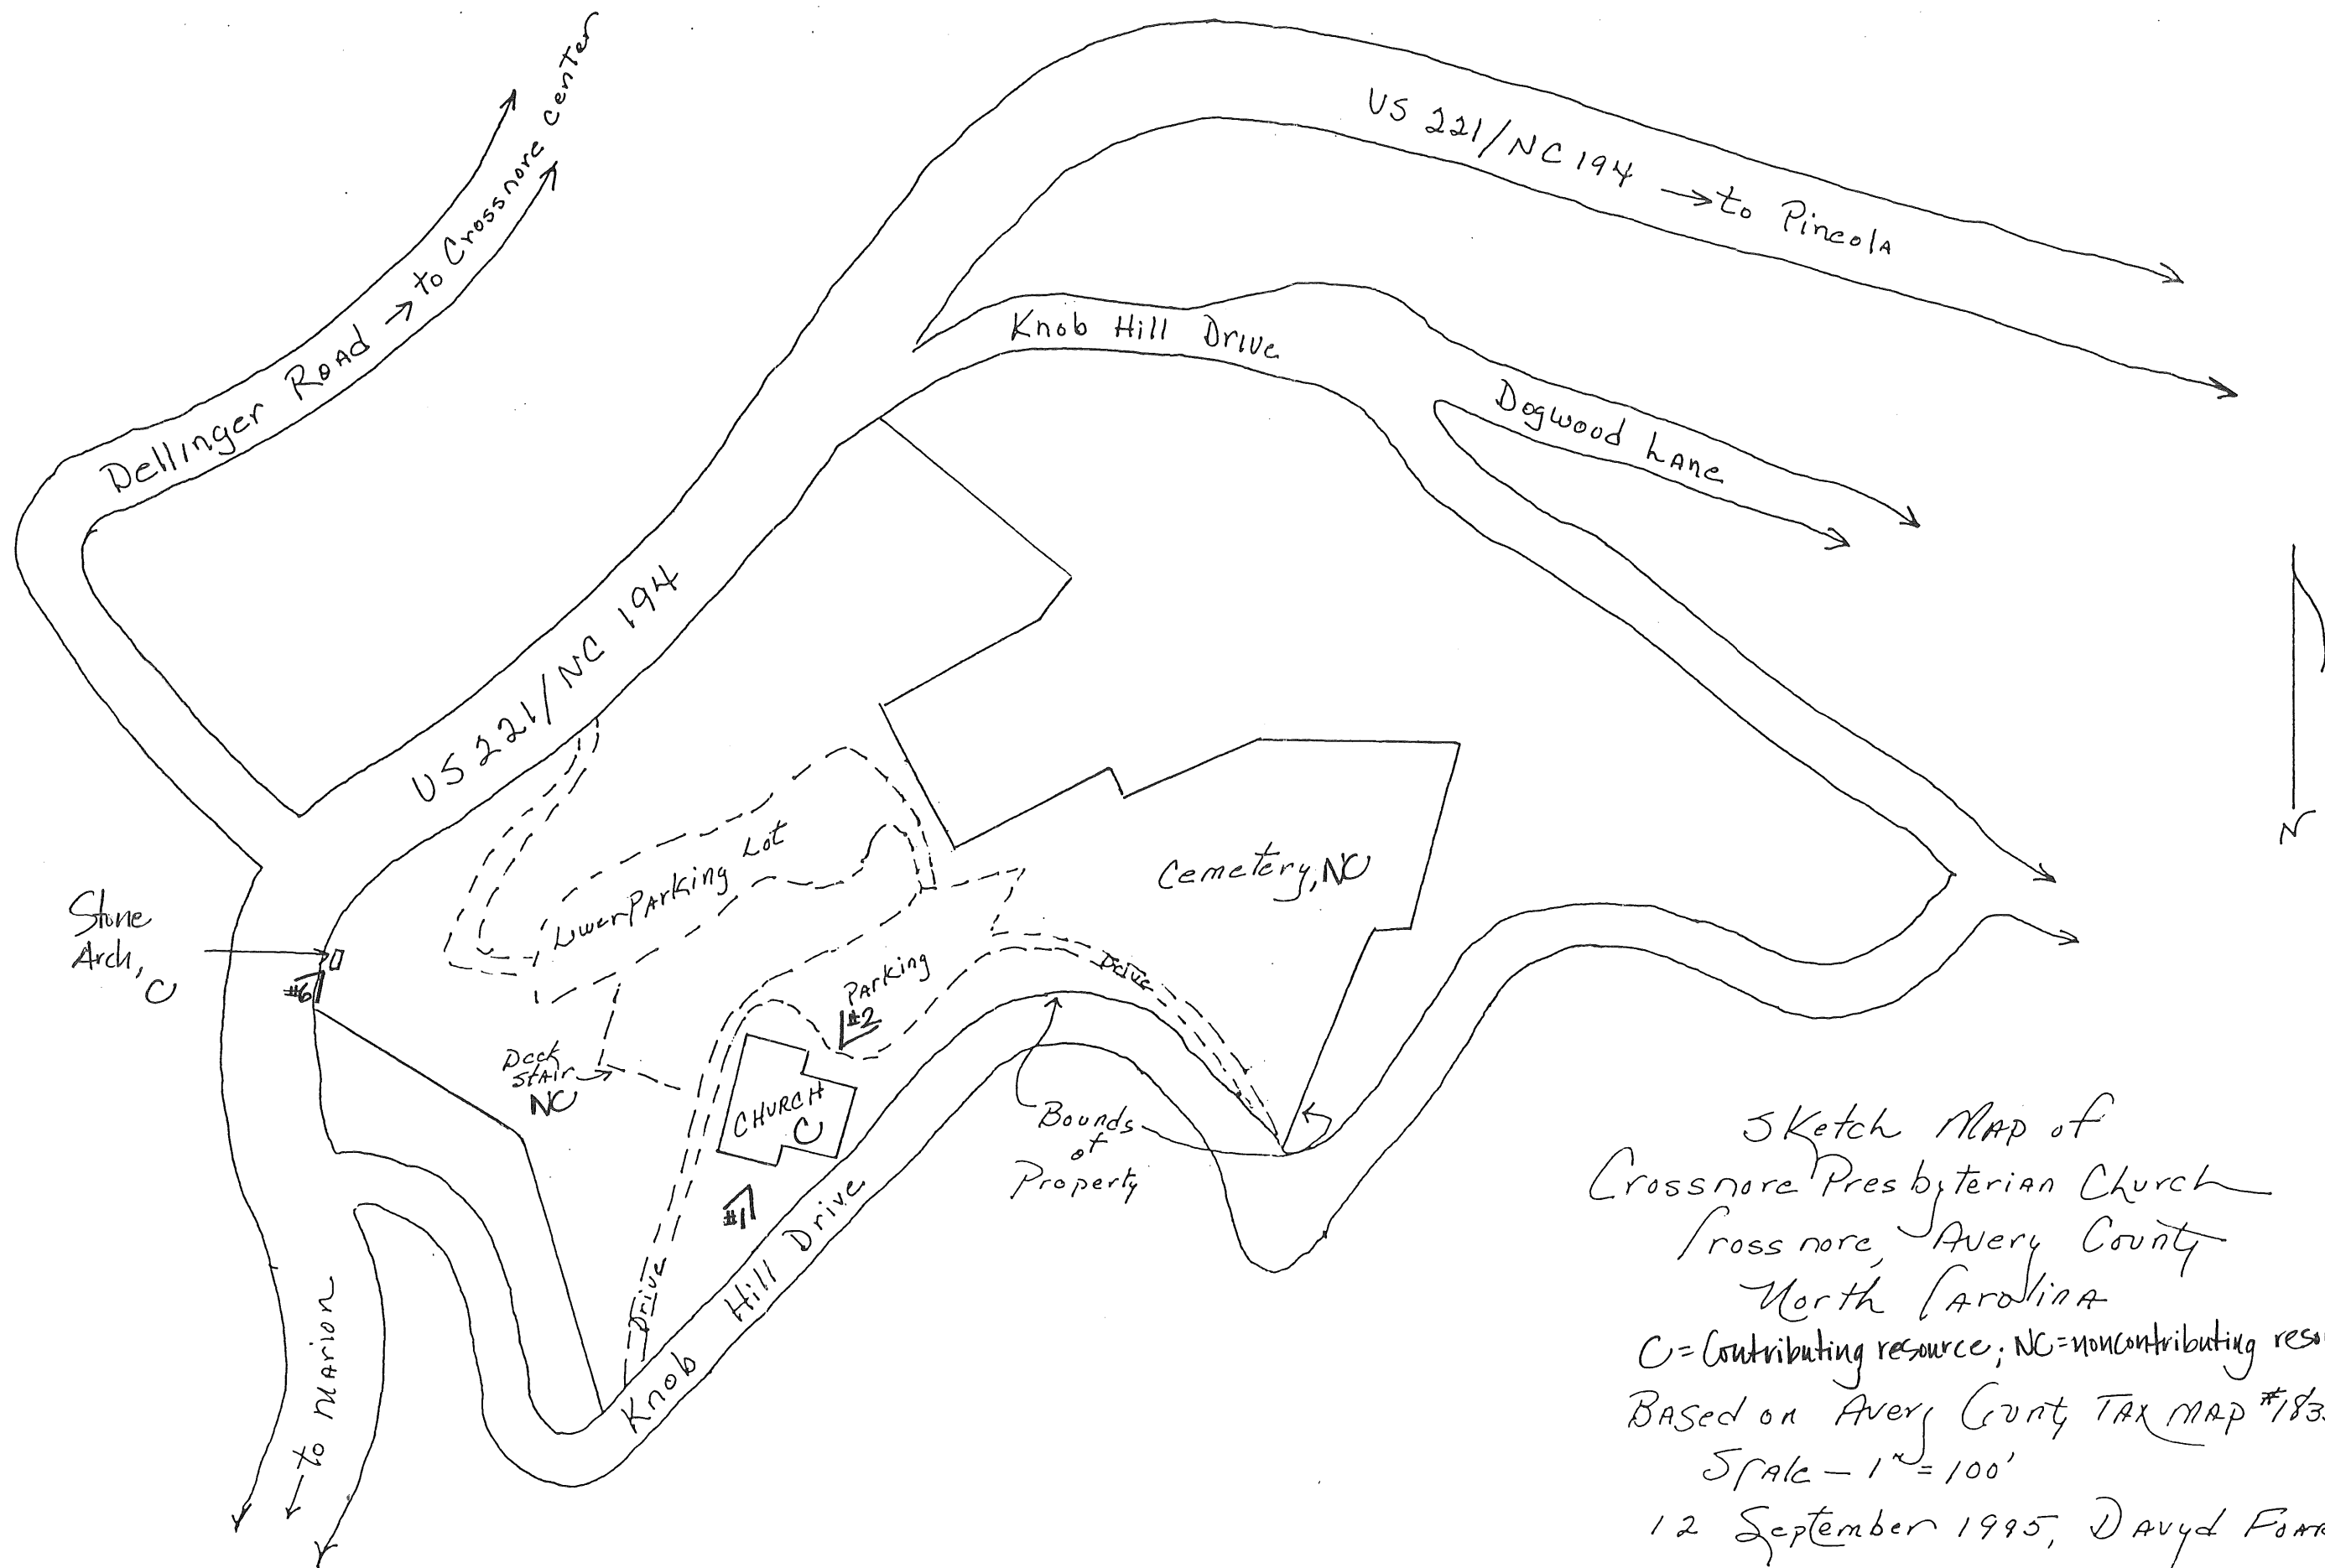 Dellinger Road → to Crossnore center
US 221/NC 194 → to Pineola
Knob Hill Drive
Dogwood Lane
US 221/NC 194
N
Lower Parking Lot
Cemetery, NC
Stone
Arch,
C
#6
Parking
#2
Drive
Deck
Stair
NC
CHURCH
C
#1
Bounds
of
Property
Drive
Knob Hill Drive
← to Marion
Sketch Map of
Crossnore Presbyterian Church
Crossnore, Avery County
North Carolina
C = Contributing resource; NC = noncontributing
Based on Avery County Tax Map
Scale — 1" = 100'
12 September 1995, Davyd